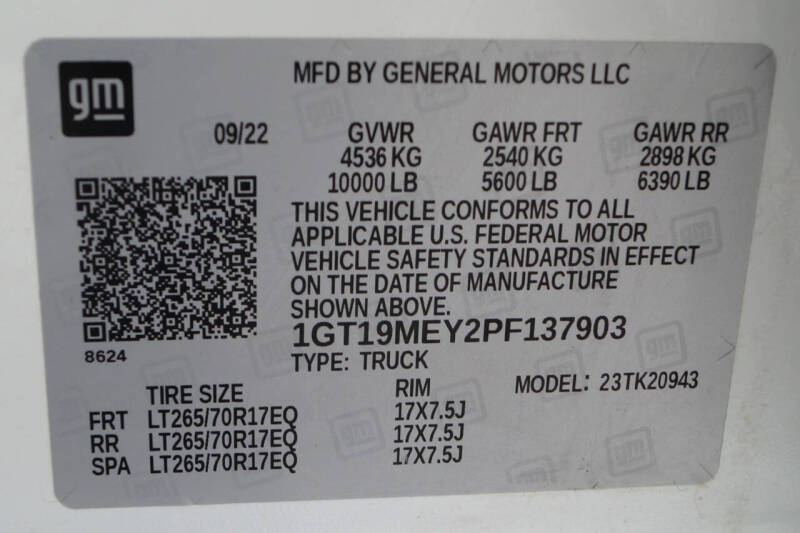 gm
MFD BY GENERAL MOTORS LLC
09/22 GVWR GAWR FRT GAWR RR
4536 KG 2540 KG 2898 KG
10000 LB 5600 LB 6390 LB
THIS VEHICLE CONFORMS TO ALL
APPLICABLE U.S. FEDERAL MOTOR
VEHICLE SAFETY STANDARDS IN EFFECT
ON THE DATE OF MANUFACTURE
SHOWN ABOVE.
1GT19MEY2PF137903
8624
TYPE: TRUCK
TIRE SIZE RIM MODEL: 23TK20943
FRT LT265/70R17EQ 17X7.5J
RR LT265/70R17EQ 17X7.5J
SPA LT265/70R17EQ 17X7.5J